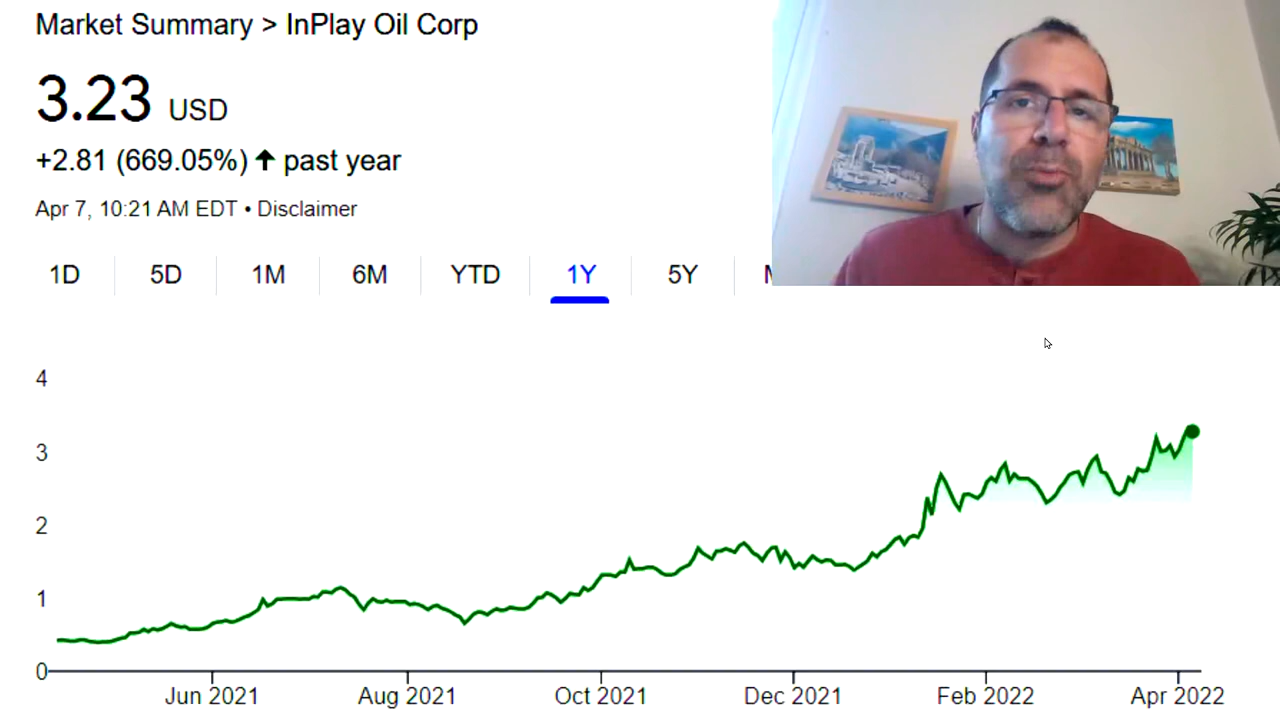 Market Summary > InPlay Oil Corp
3.23 USD
+2.81 (669.05%) ↑ past year
Apr 7, 10:21 AM EDT • Disclaimer
1D 5D 1M 6M YTD 1Y 5Y
4
3
2
1
0
Jun 2021 Aug 2021 Oct 2021 Dec 2021 Feb 2022 Apr 2022